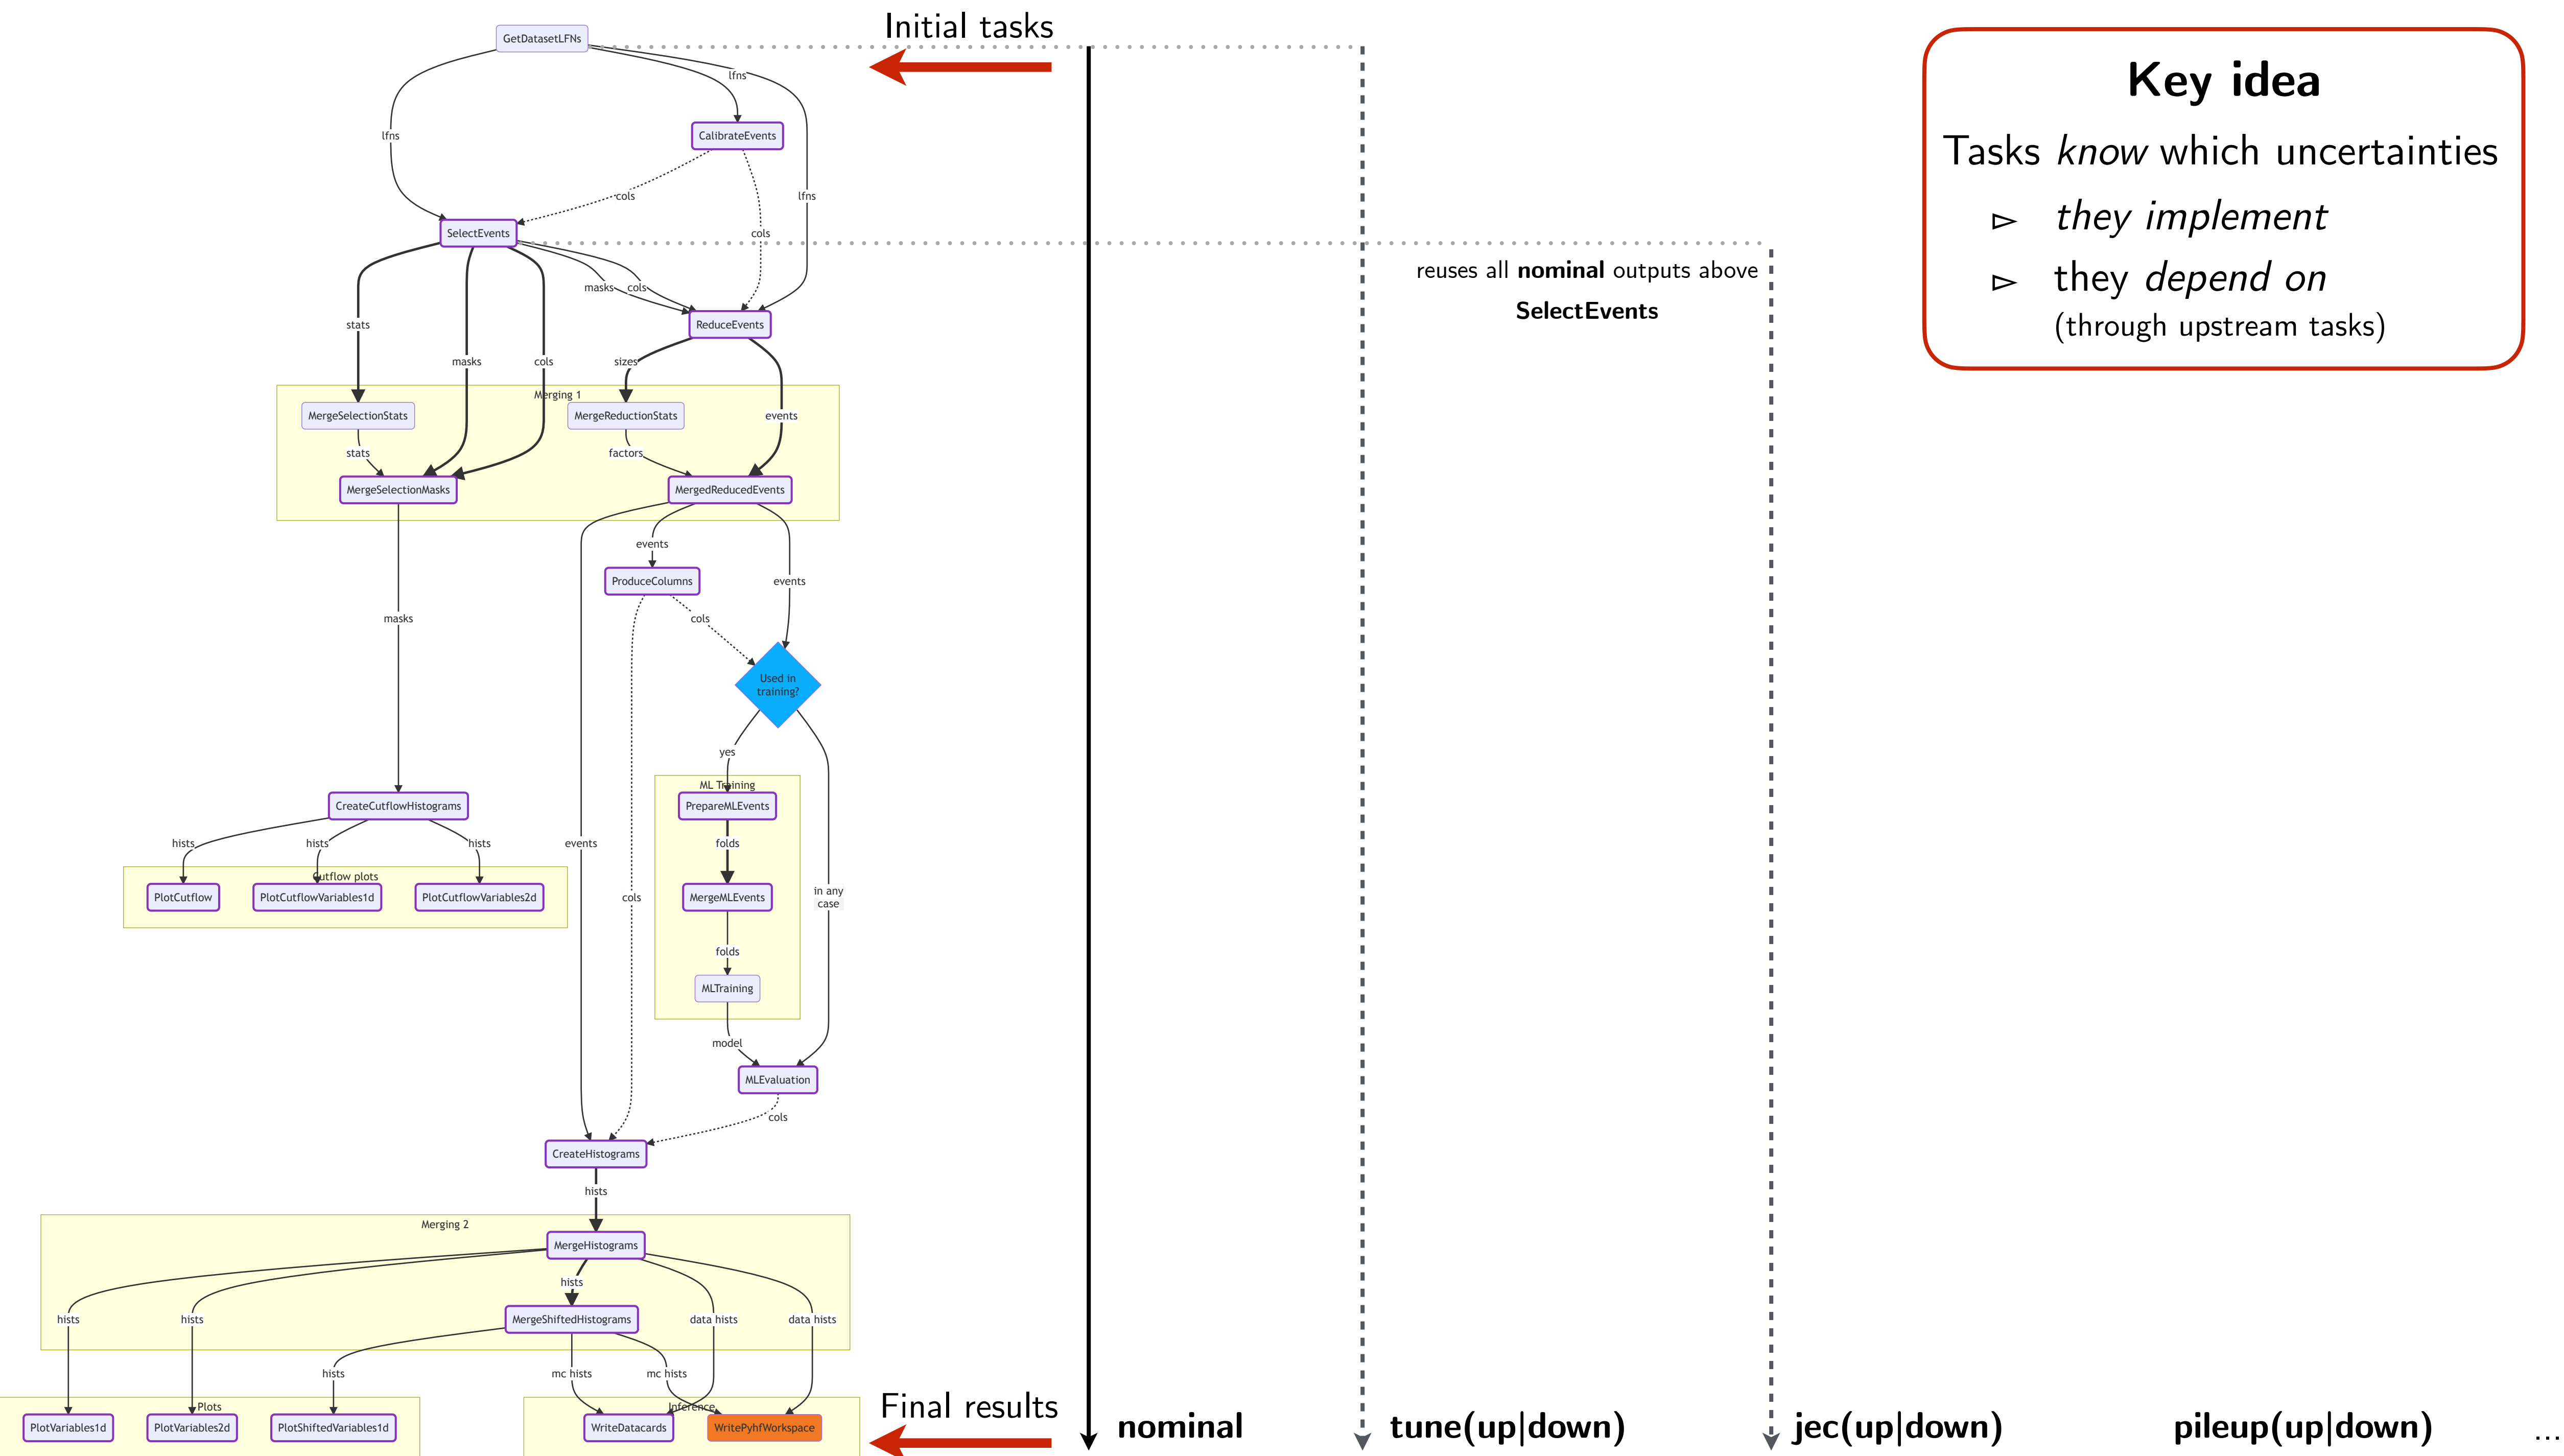 Initial tasks
GetDatasetLFNs
lfns
CalibrateEvents
lfns
cols
lfns
SelectEvents
cols
masks
cols
ReduceEvents
stats
masks
cols
sizes
Merging 1
MergeSelectionStats
MergeReductionStats
events
stats
factors
MergeSelectionMasks
MergedReducedEvents
events
ProduceColumns
events
masks
cols
Used in
training?
yes
ML Training
CreateCutflowHistograms
PrepareMLEvents
hists
hists
hists
events
folds
Cutflow plots
PlotCutflow
PlotCutflowVariables1d
PlotCutflowVariables2d
cols
MergeMLEvents
in any
case
folds
MLTraining
model
MLEvaluation
cols
CreateHistograms
hists
Merging 2
MergeHistograms
hists
hists
hists
MergeShiftedHistograms
data hists
data hists
hists
mc hists
mc hists
Plots
Inference
PlotVariables1d
PlotVariables2d
PlotShiftedVariables1d
WriteDatacards
WritePyhfWorkspace
Final results
nominal
tune(up|down)
jec(up|down)
pileup(up|down)
...
reuses all nominal outputs above
SelectEvents
Key idea
Tasks know which uncertainties
▻ they implement
▻ they depend on
(through upstream tasks)